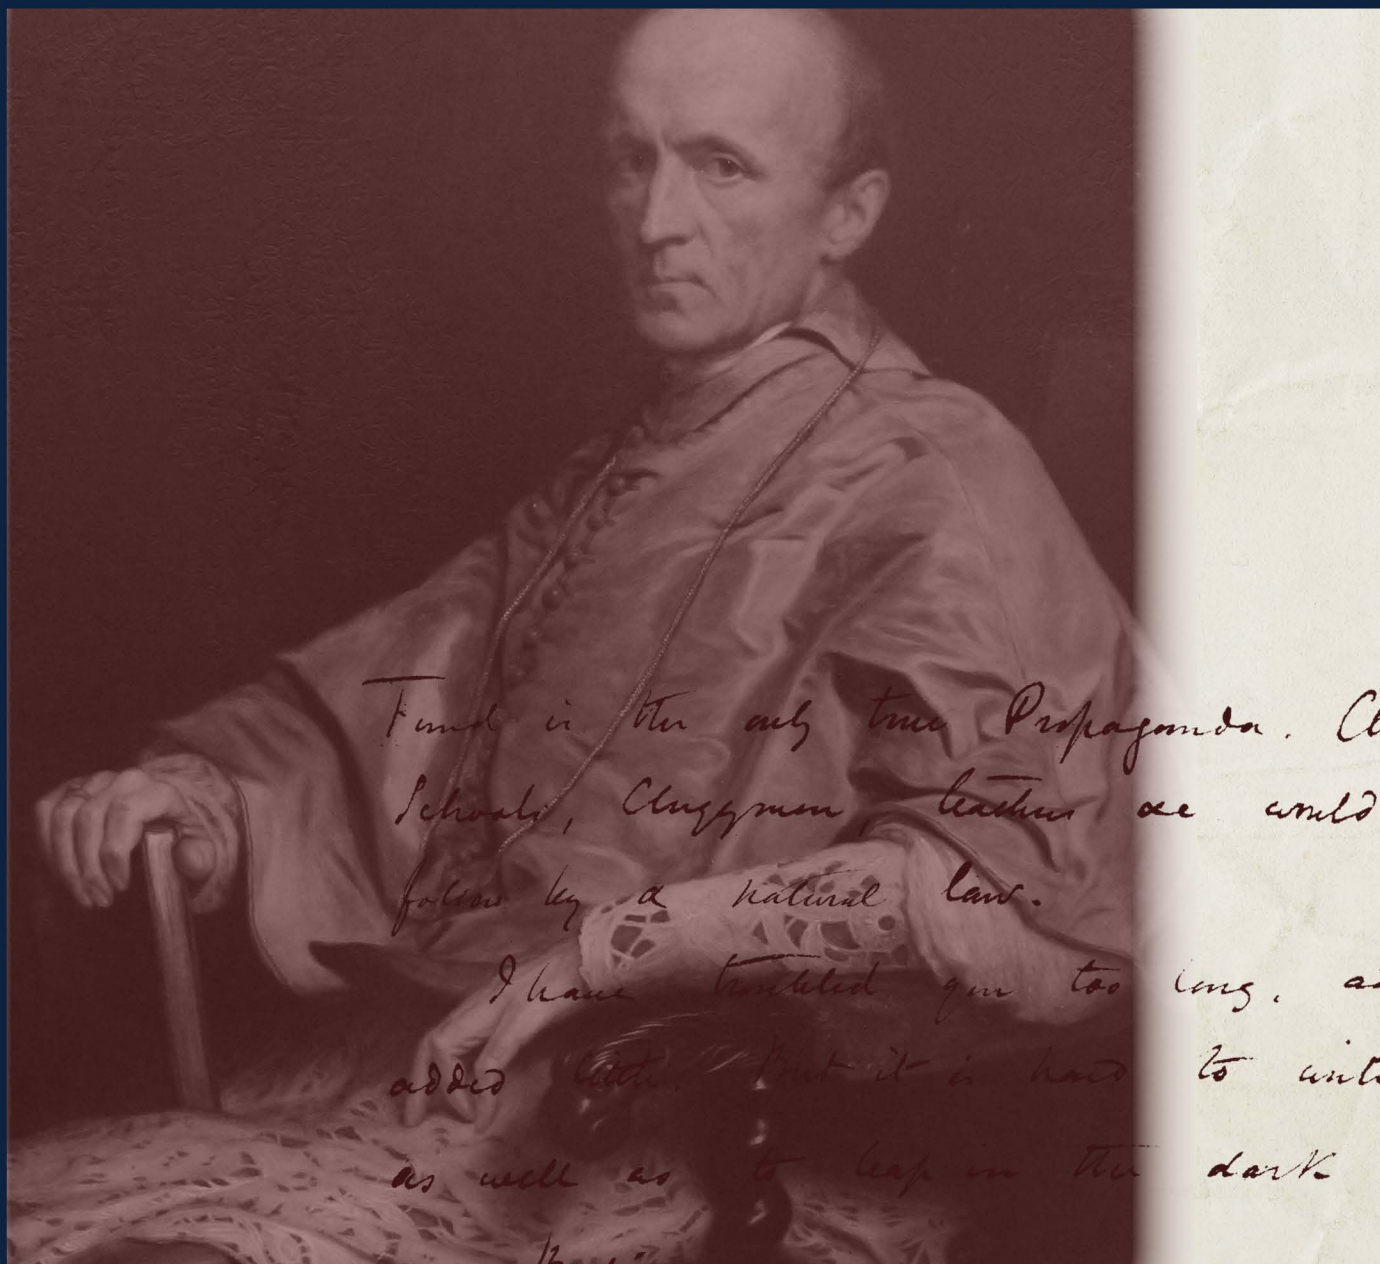 Fund is the only true Propaganda. C
Schools, Clergymen, teachers &c would
follow by a natural law.
I have troubled you too long, a
added little But it is hard to
as well as to leap in the dark